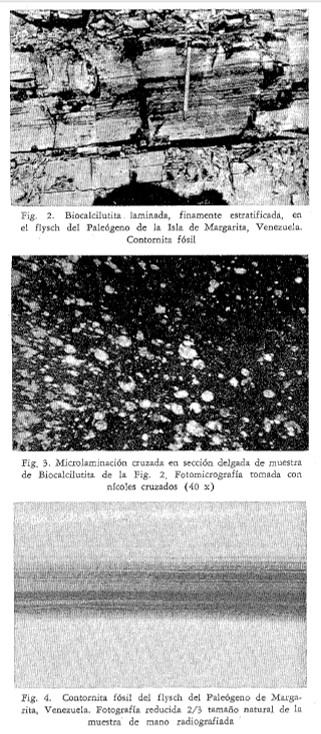 Fig. 2. Biocalcilutita laminada, finamente estratificada, en
el flysch del Paleógeno de la Isla de Margarita, Venezuela.
Contornita fósil
Fig. 3. Microlaminación cruzada en sección delgada de muestra
de Biocalcilutita de la Fig. 2. Fotomicrografía tomada con
nícoles cruzados (40 x)
Fig. 4. Contornita fósil del flysch del Paleógeno de Marga-
rita, Venezuela. Fotografía reducida 2/3 tamaño natural de la
muestra de mano radiografiada